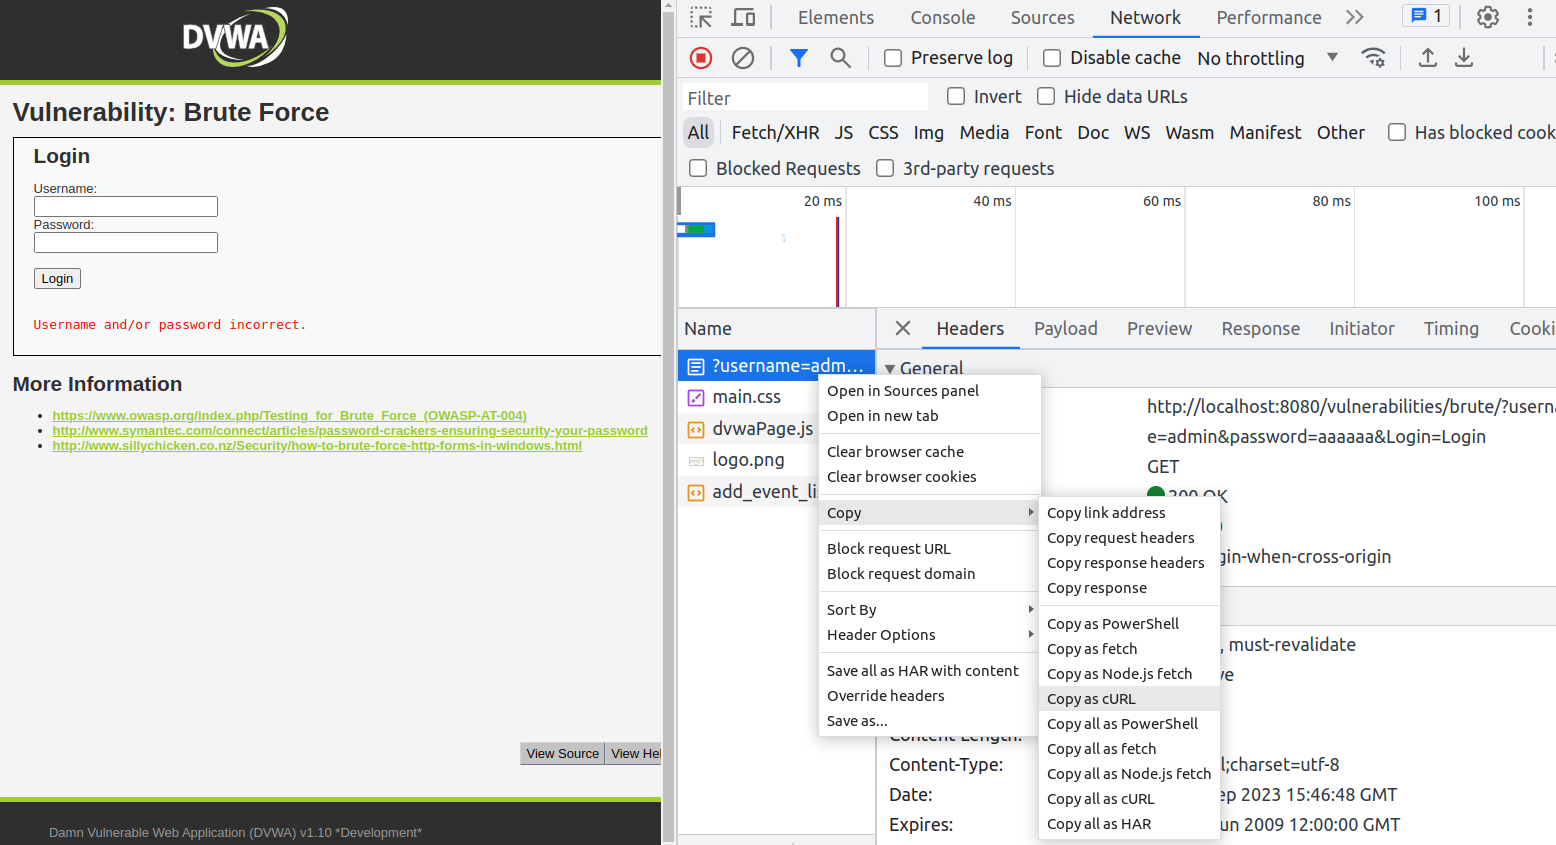 DVWA
Vulnerability: Brute Force
Login
Username:
Password:
Login
Username and/or password incorrect.
More Information
https://www.owasp.org/index.php/Testing_for_Brute_Force_(OWASP-AT-004)
http://www.symantec.com/connect/articles/password-crackers-ensuring-security-your-password
http://www.sillychicken.co.nz/Security/how-to-brute-force-http-forms-in-windows.html
View Source View Hel
Damn Vulnerable Web Application (DVWA) v1.10 *Development*
Elements Console Sources Network Performance 1
Preserve log Disable cache No throttling
Filter Invert Hide data URLs
All Fetch/XHR JS CSS Img Media Font Doc WS Wasm Manifest Other Has blocked cook
Blocked Requests 3rd-party requests
20 ms 40 ms 60 ms 80 ms 100 ms
Name Headers Payload Preview Response Initiator Timing Cooki
?username=adm…
main.css
dvwaPage.js
logo.png
add_event_lis
General
http://localhost:8080/vulnerabilities/brute/?userna
e=admin&password=aaaaaa&Login=Login
GET
200 OK
gin-when-cross-origin
, must-revalidate
ve
Content-Length:
Content-Type: l;charset=utf-8
Date: ep 2023 15:46:48 GMT
Expires: un 2009 12:00:00 GMT
Open in Sources panel
Open in new tab
Clear browser cache
Clear browser cookies
Copy
Block request URL
Block request domain
Sort By
Header Options
Save all as HAR with content
Override headers
Save as...
Copy link address
Copy request headers
Copy response headers
Copy response
Copy as PowerShell
Copy as fetch
Copy as Node.js fetch
Copy as cURL
Copy all as PowerShell
Copy all as fetch
Copy all as Node.js fetch
Copy all as cURL
Copy all as HAR